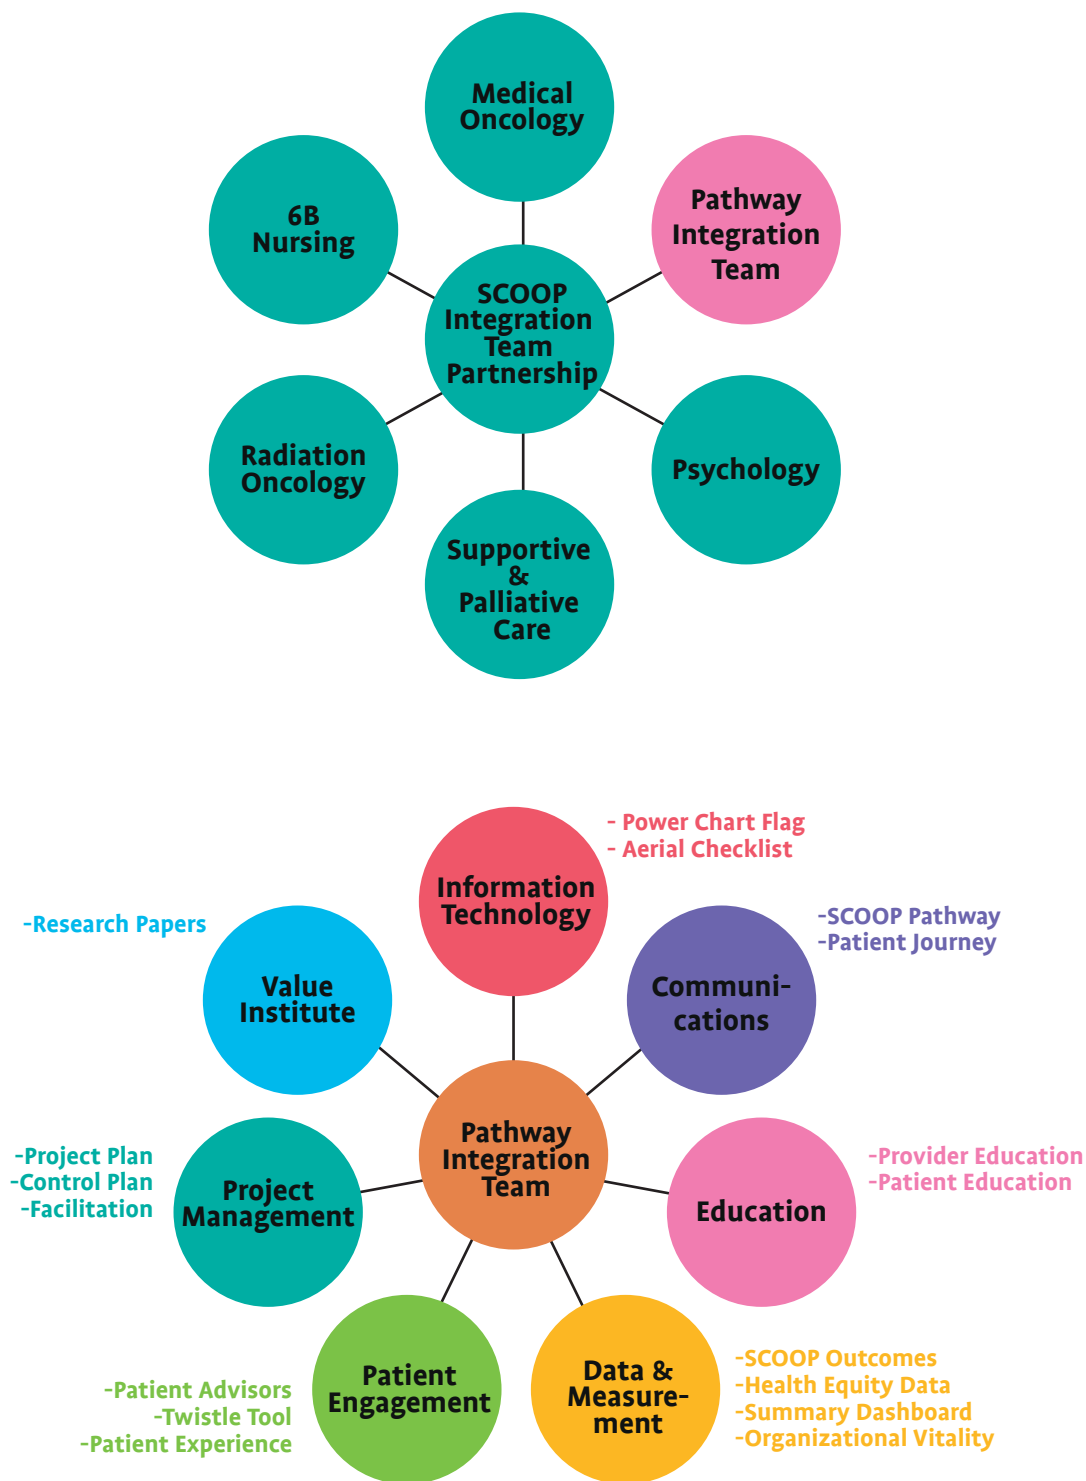 Medical
Oncology
6B
Nursing
Pathway
Integration
Team
SCOOP
Integration
Team
Partnership
Radiation
Oncology
Psychology
Supportive
&
Palliative
Care
Information
Technology
- Power Chart Flag
- Aerial Checklist
-Research Papers
Value
Institute
Communi-
cations
-SCOOP Pathway
-Patient Journey
Pathway
Integration
Team
-Project Plan
-Control Plan
-Facilitation
Project
Management
Education
-Provider Education
-Patient Education
-Patient Advisors
-Twistle Tool
-Patient Experience
Patient
Engagement
Data &
Measure-
ment
-SCOOP Outcomes
-Health Equity Data
-Summary Dashboard
-Organizational Vitality